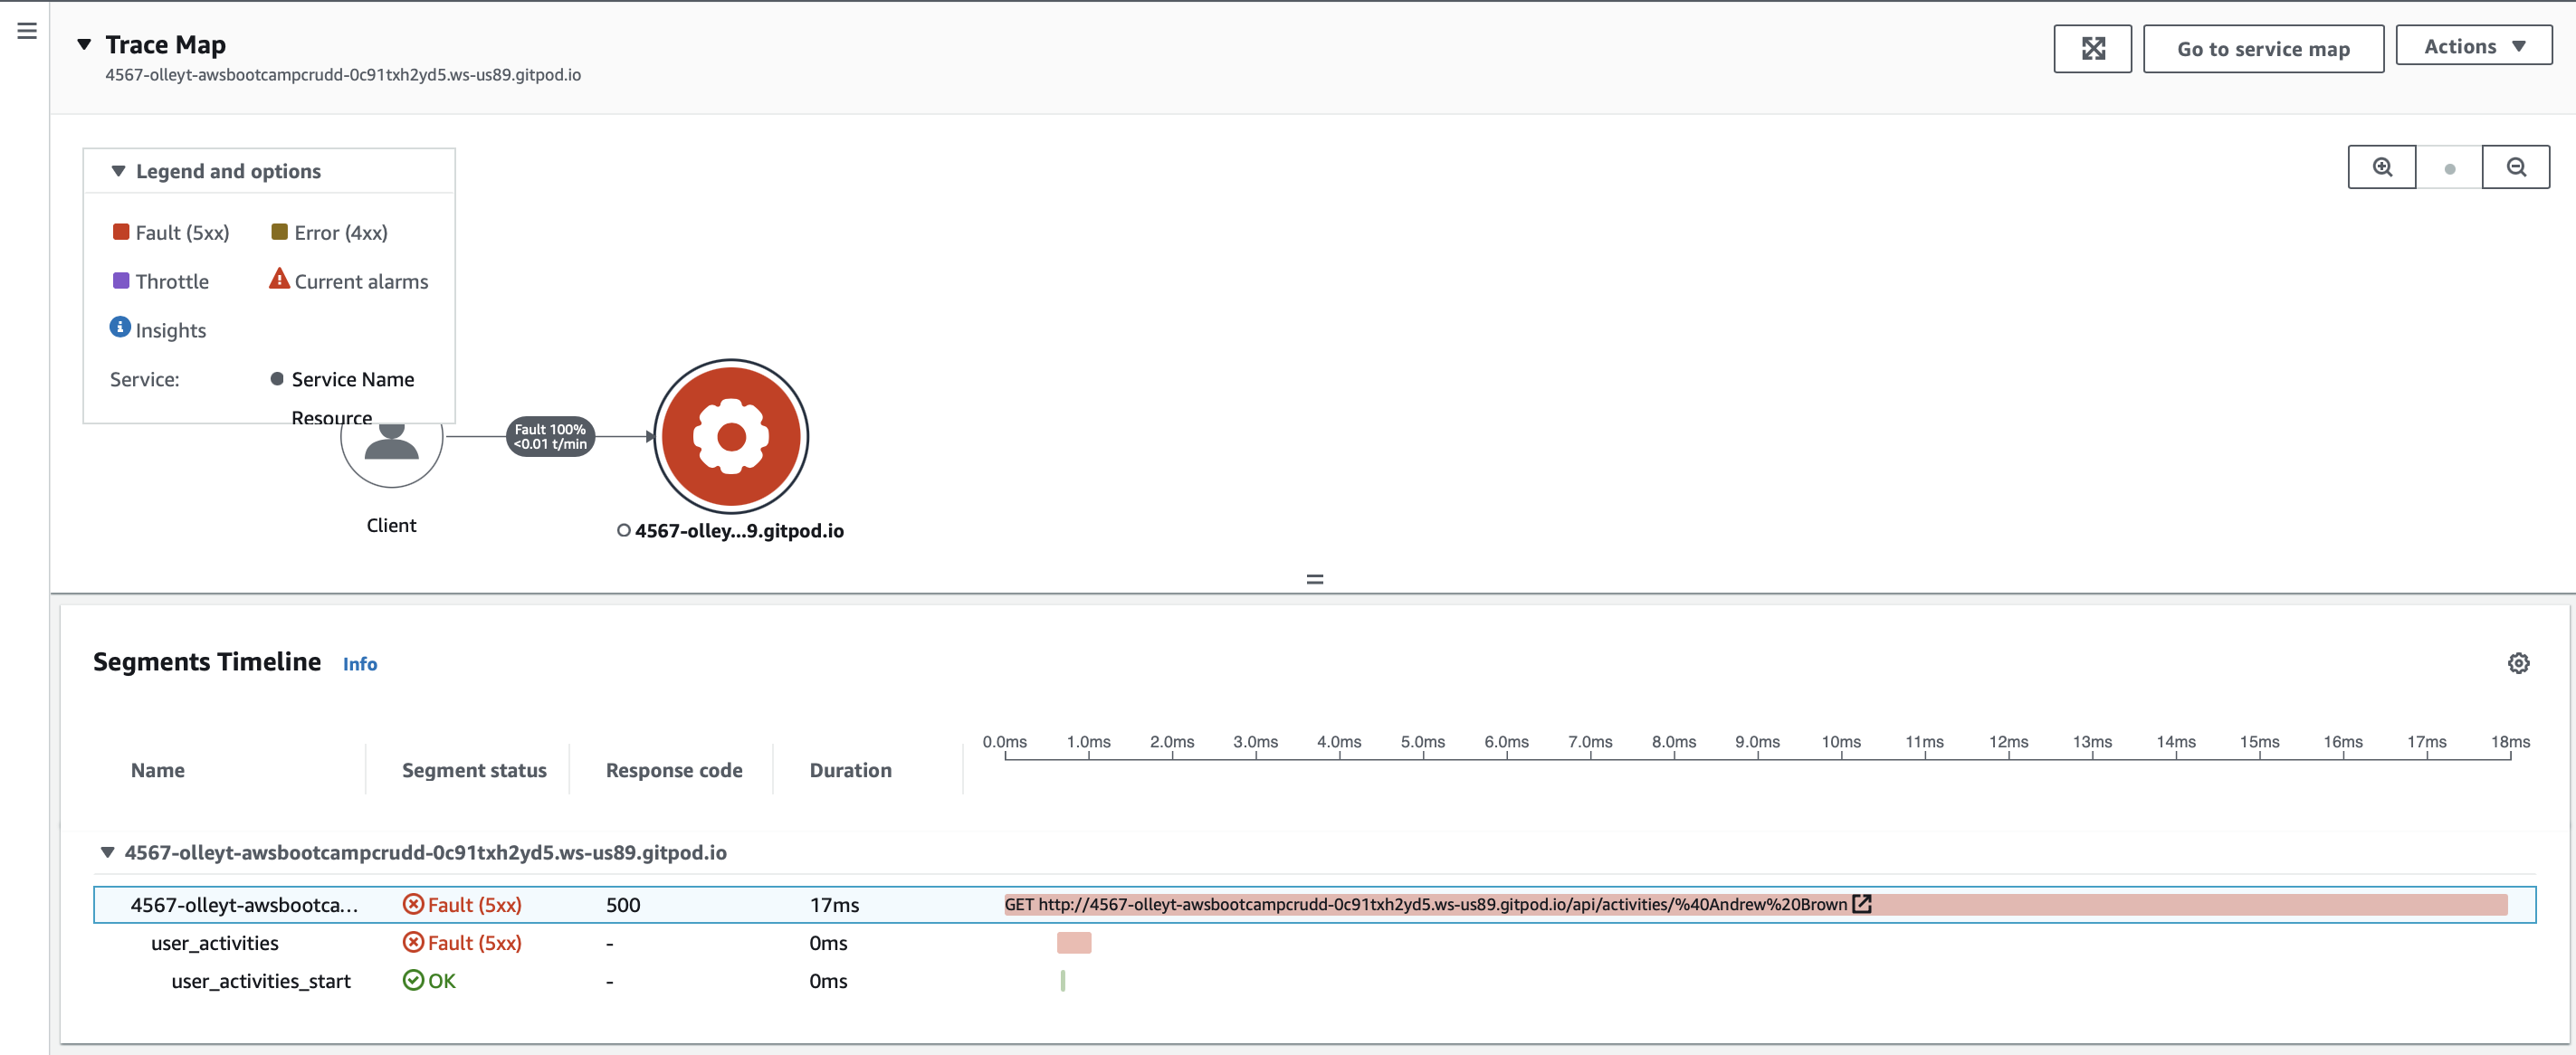 Trace Map
4567-olleyt-awsbootcampcrudd-0c91txh2yd5.ws-us89.gitpod.io
Go to service map
Actions
Legend and options
Fault (5xx)
Error (4xx)
Throttle
Current alarms
Insights
Service:
Service Name
Resource
Fault 100%
<0.01 t/min
Client
4567-olley...9.gitpod.io
Segments Timeline Info
0.0ms 1.0ms 2.0ms 3.0ms 4.0ms 5.0ms 6.0ms 7.0ms 8.0ms 9.0ms 10ms 11ms 12ms 13ms 14ms 15ms 16ms 17ms 18ms
Name Segment status Response code Duration
4567-olleyt-awsbootcampcrudd-0c91txh2yd5.ws-us89.gitpod.io
4567-olleyt-awsbootca... Fault (5xx) 500 17ms GET http://4567-olleyt-awsbootcampcrudd-0c91txh2yd5.ws-us89.gitpod.io/api/activities/%40Andrew%20Brown
user_activities Fault (5xx) - 0ms
user_activities_start OK - 0ms